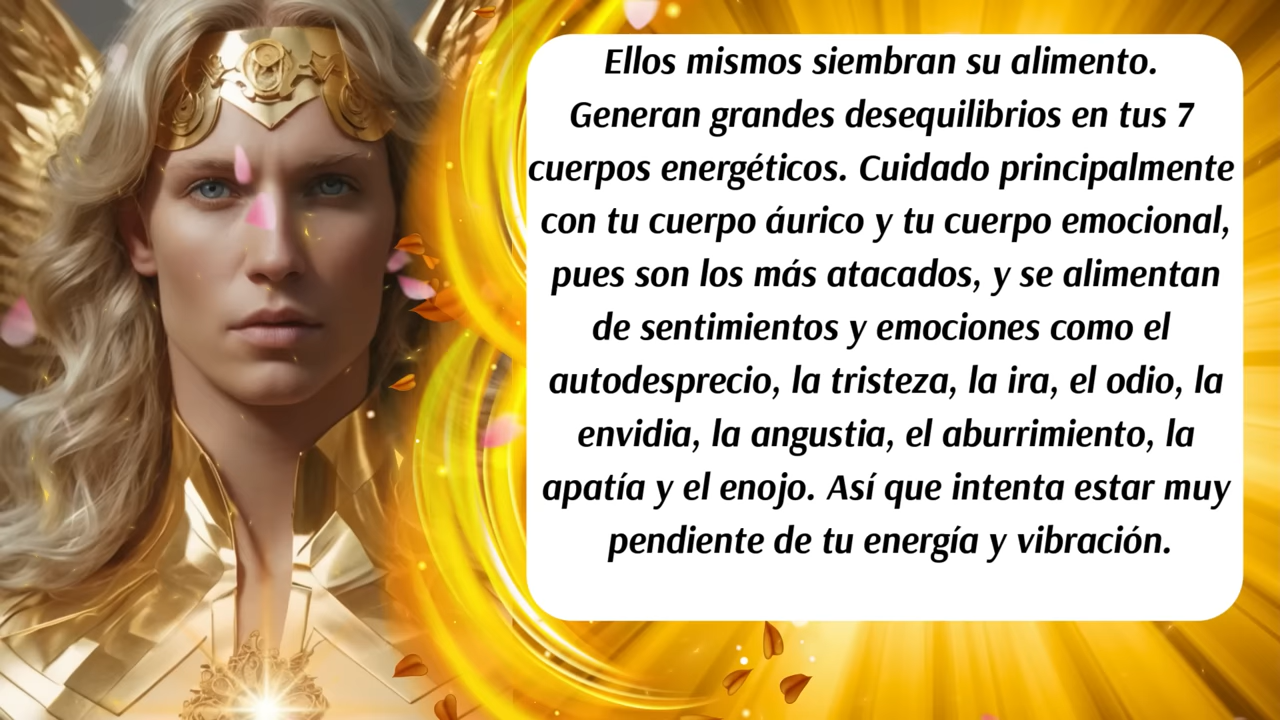 Ellos mismos siembran su alimento.
Generan grandes desequilibrios en tus 7
cuerpos energéticos. Cuidado principalmente
con tu cuerpo áurico y tu cuerpo emocional,
pues son los más atacados, y se alimentan
de sentimientos y emociones como el
autodesprecio, la tristeza, la ira, el odio, la
envidia, la angustia, el aburrimiento, la
apatía y el enojo. Así que intenta estar muy
pendiente de tu energía y vibración.